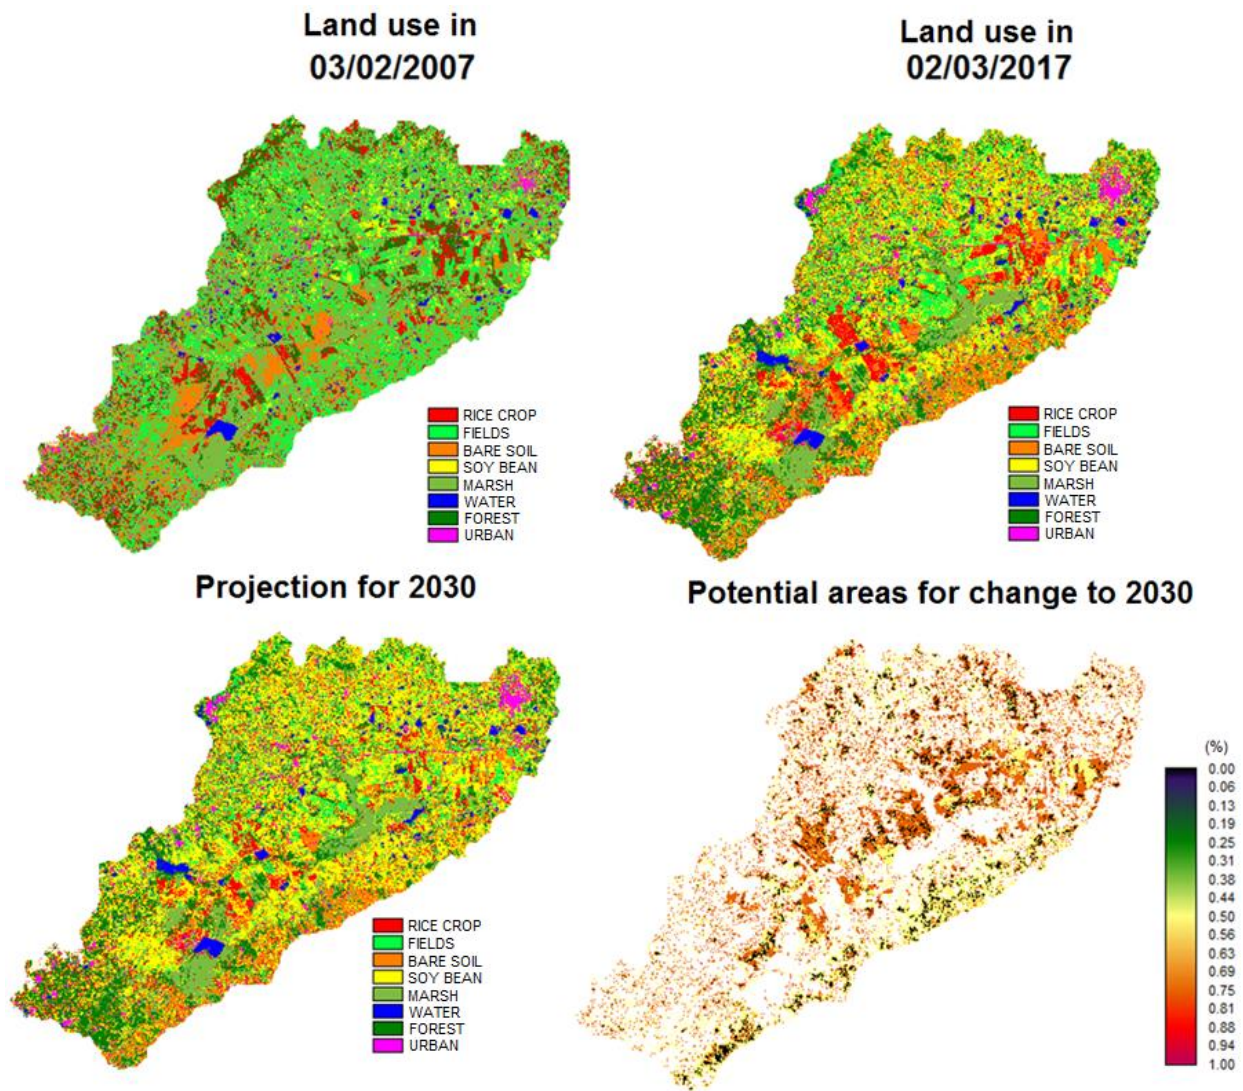 Land use in
03/02/2007
Land use in
02/03/2017
RICE CROP
FIELDS
BARE SOIL
SOY BEAN
MARSH
WATER
FOREST
URBAN
RICE CROP
FIELDS
BARE SOIL
SOY BEAN
MARSH
WATER
FOREST
URBAN
Projection for 2030
Potential areas for change to 2030
RICE CROP
FIELDS
BARE SOIL
SOY BEAN
MARSH
WATER
FOREST
URBAN
(%)
0.00
0.06
0.13
0.19
0.25
0.31
0.38
0.44
0.50
0.56
0.63
0.69
0.75
0.81
0.88
0.94
1.00